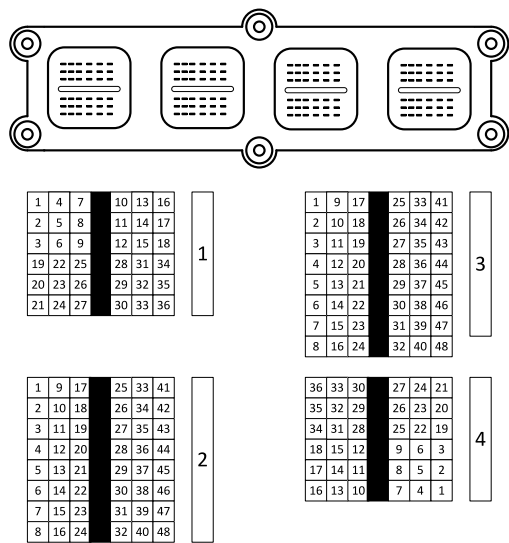 1 4 7 10 13 16
2 5 8 11 14 17
3 6 9 12 15 18
19 22 25 28 31 34
20 23 26 29 32 35
21 24 27 30 33 36
1
1 9 17 25 33 41
2 10 18 26 34 42
3 11 19 27 35 43
4 12 20 28 36 44
5 13 21 29 37 45
6 14 22 30 38 46
7 15 23 31 39 47
8 16 24 32 40 48
3
1 9 17 25 33 41
2 10 18 26 34 42
3 11 19 27 35 43
4 12 20 28 36 44
5 13 21 29 37 45
6 14 22 30 38 46
7 15 23 31 39 47
8 16 24 32 40 48
2
36 33 30 27 24 21
35 32 29 26 23 20
34 31 28 25 22 19
18 15 12 9 6 3
17 14 11 8 5 2
16 13 10 7 4 1
4